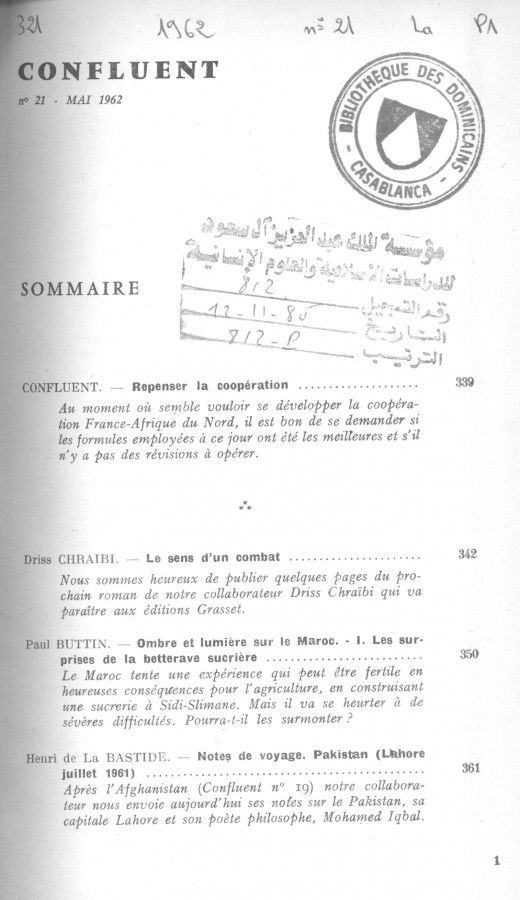 321 1962 nº 21 La P1
CONFLUENT
nº 21 - MAI 1962
BIBLIOTHEQUE DES DOMINICAINS
- CASABLANCA -
مؤسسة الملك عبد العزيز آل سعود
للدراسات الإسلامية والعلوم الإنسانية
812 رقم التسجيل
12-11-85 التاريخ
812-P الترتيب
SOMMAIRE
CONFLUENT. — Repenser la coopération .................... 339
Au moment où semble vouloir se développer la coopéra-
tion France-Afrique du Nord, il est bon de se demander si
les formules employées à ce jour ont été les meilleures et s'il
n'y a pas des révisions à opérer.
Driss CHRAIBI. — Le sens d'un combat ...................... 342
Nous sommes heureux de publier quelques pages du pro-
chain roman de notre collaborateur Driss Chraïbi qui va
paraître aux éditions Grasset.
Paul BUTTIN. — Ombre et lumière sur le Maroc. - I. Les sur-
prises de la betterave sucrière .......................... 350
Le Maroc tente une expérience qui peut être fertile en
heureuses conséquences pour l'agriculture, en construisant
une sucrerie à Sidi-Slimane. Mais il va se heurter à de
sévères difficultés. Pourra-t-il les surmonter ?
Henri de La BASTIDE. — Notes de voyage. Pakistan (Lahore
juillet 1961) .............................................. 361
Après l'Afghanistan (Confluent nº 19) notre collabora-
teur nous envoie aujourd'hui ses notes sur le Pakistan, sa
capitale Lahore et son poète philosophe, Mohamed Iqbal.
1